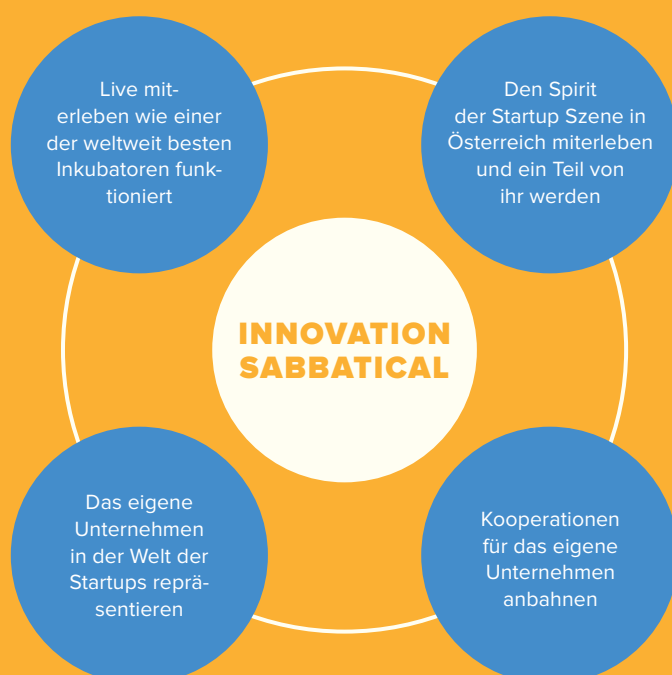 Live mit-
erleben wie einer
der weltweit besten
Inkubatoren funk-
tioniert
Den Spirit
der Startup Szene in
Österreich miterleben
und ein Teil von
ihr werden
INNOVATION
SABBATICAL
Das eigene
Unternehmen
in der Welt der
Startups reprä-
sentieren
Kooperationen
für das eigene
Unternehmen
anbahnen